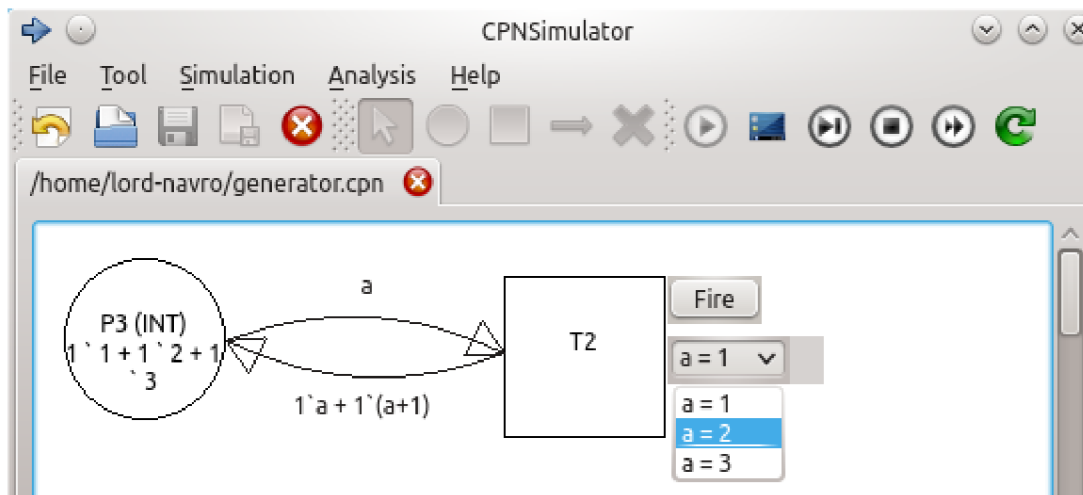 CPNSimulator
File Tool Simulation Analysis Help
/home/lord-navro/generator.cpn
a
Fire
P3 (INT)
1`1 + 1`2 + 1
`3
T2
a = 1
1`a + 1`(a+1)
a = 1
a = 2
a = 3